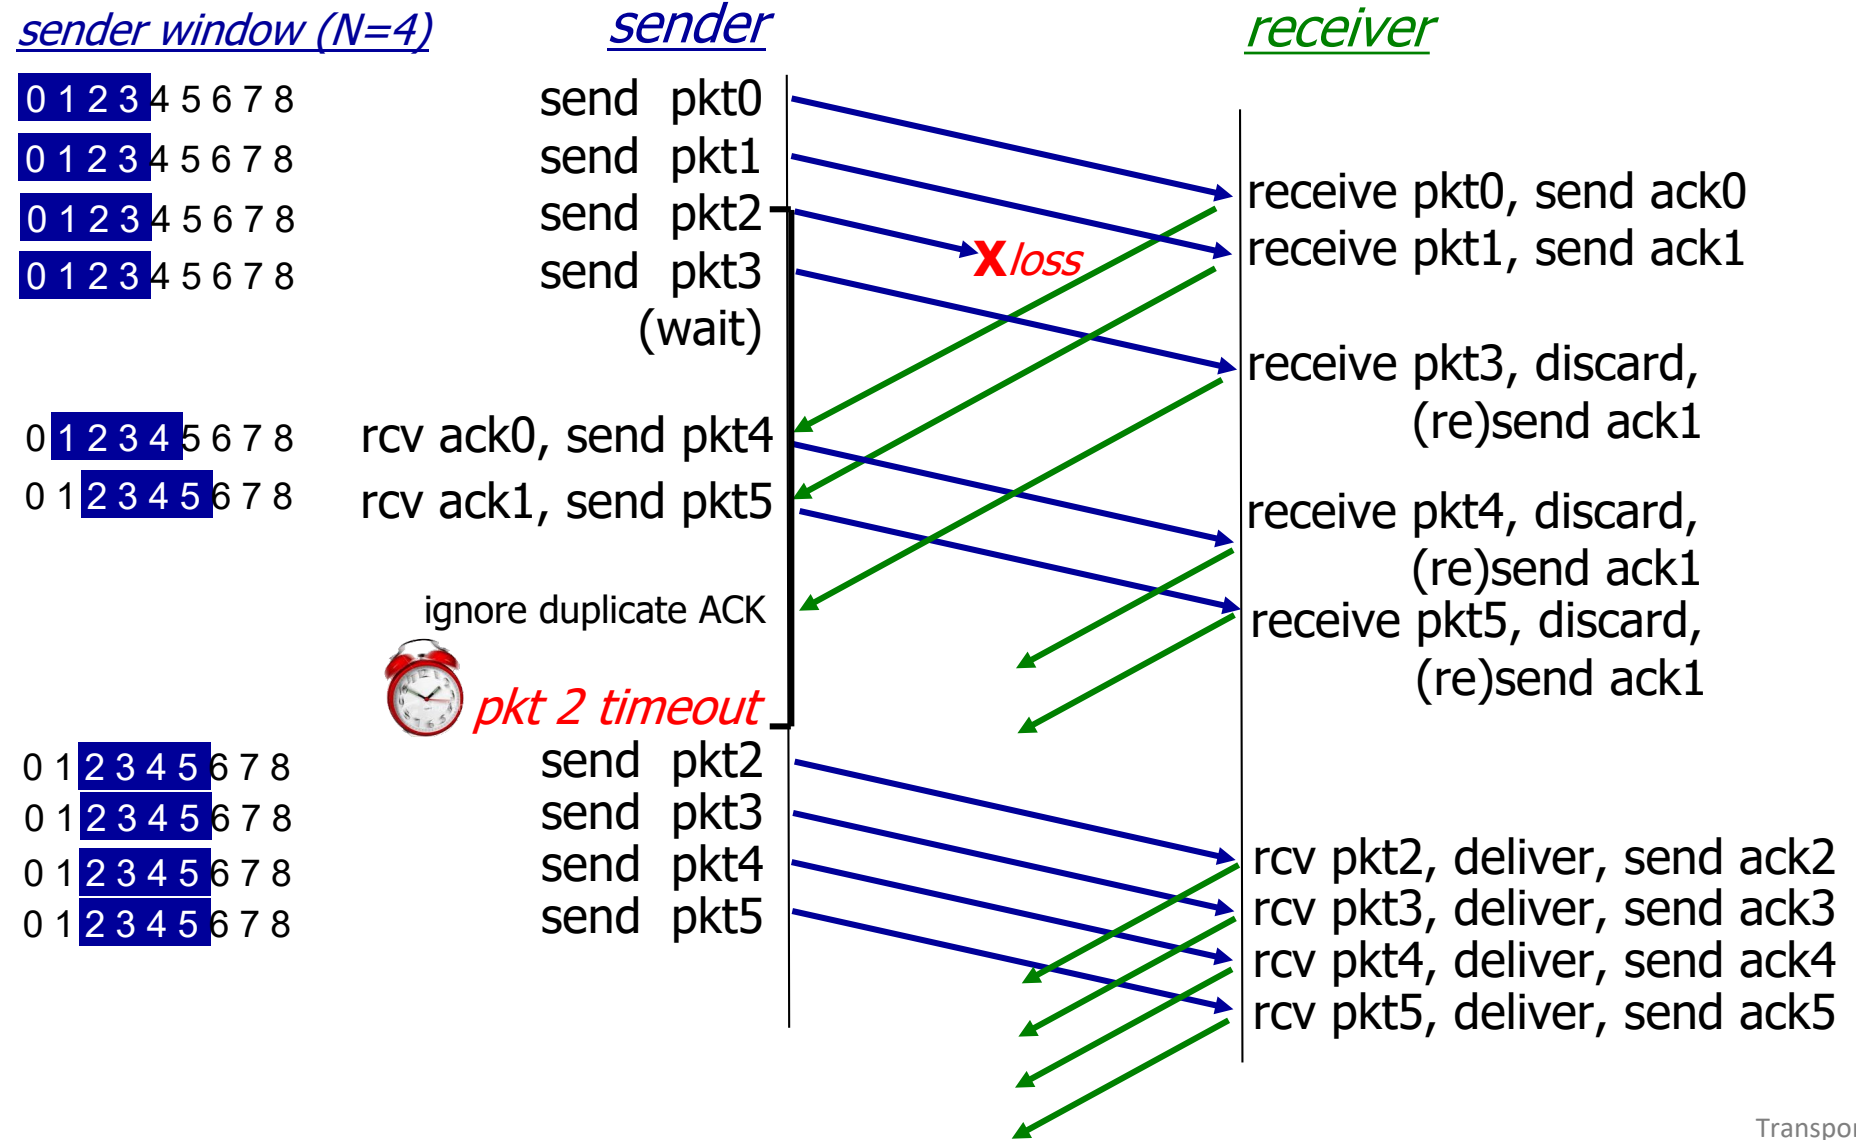 sender window (N=4) sender receiver
0 1 2 3 4 5 6 7 8 send pkt0
0 1 2 3 4 5 6 7 8 send pkt1
receive pkt0, send ack0
0 1 2 3 4 5 6 7 8 send pkt2
Xloss
receive pkt1, send ack1
0 1 2 3 4 5 6 7 8 send pkt3
(wait)
receive pkt3, discard,
(re)send ack1
0 1 2 3 4 5 6 7 8 rcv ack0, send pkt4
0 1 2 3 4 5 6 7 8 rcv ack1, send pkt5
receive pkt4, discard,
(re)send ack1
ignore duplicate ACK
receive pkt5, discard,
(re)send ack1
pkt 2 timeout
0 1 2 3 4 5 6 7 8 send pkt2
0 1 2 3 4 5 6 7 8 send pkt3
0 1 2 3 4 5 6 7 8 send pkt4
0 1 2 3 4 5 6 7 8 send pkt5
rcv pkt2, deliver, send ack2
rcv pkt3, deliver, send ack3
rcv pkt4, deliver, send ack4
rcv pkt5, deliver, send ack5
Transpor